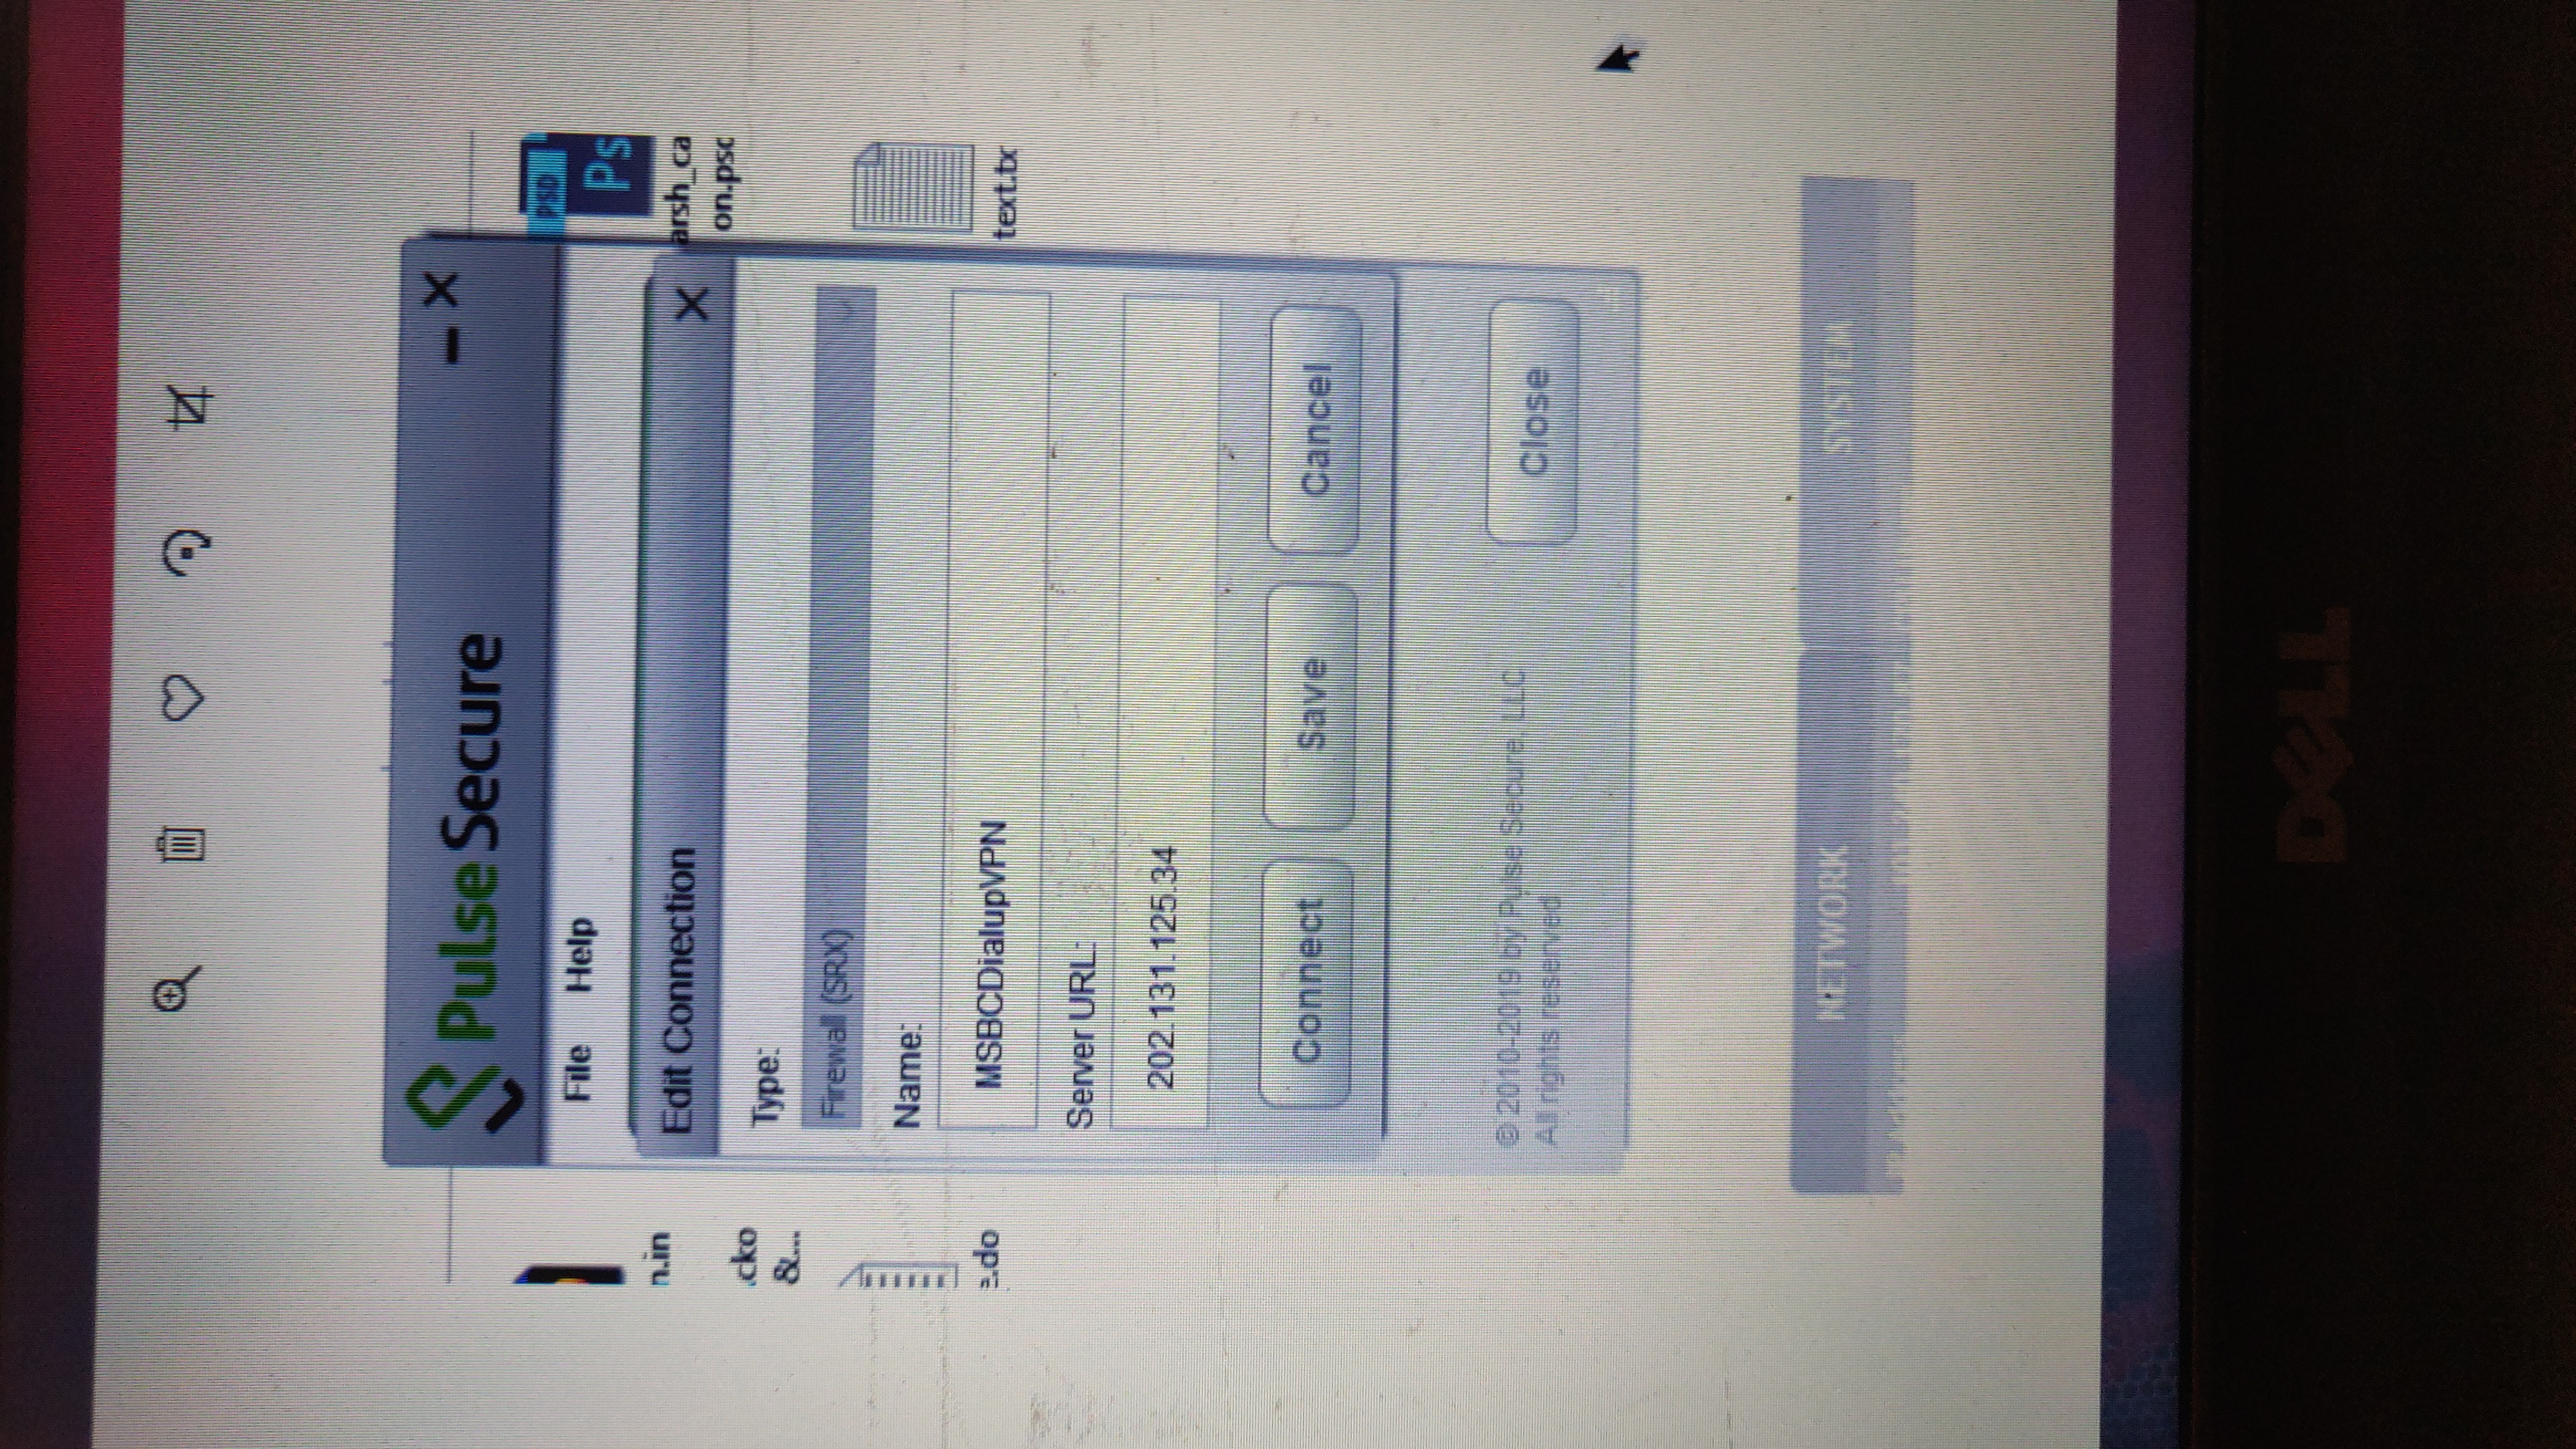 Pulse Secure
File Help
PSD
Ps
n.in
arsh_ca
on.psc
.cko
&...
Edit Connection
Type:
Firewall (SRX)
Name:
MSBCDialupVPN
e.do
text.tx
Server URL:
202.131.125.34
Connect Save Cancel
© 2010-2019 by Pulse Secure, LLC
All rights reserved
Close
NETWORK SYSTEM
IP Address
DELL